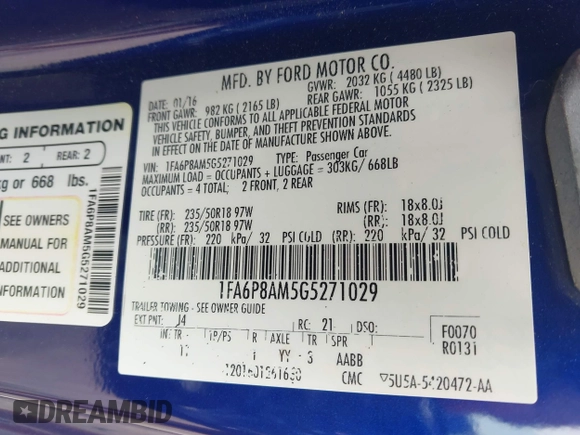 MFD. BY FORD MOTOR CO.
DATE: 01/16 GVWR: 2032 KG ( 4480 LB)
FRONT GAWR: 982 KG ( 2165 LB) REAR GAWR: 1055 KG ( 2325 LB)
THIS VEHICLE CONFORMS TO ALL APPLICABLE FEDERAL MOTOR
VEHICLE SAFETY, BUMPER, AND THEFT PREVENTION STANDARDS
IN EFFECT ON THE DATE OF MANUFACTURE SHOWN ABOVE.
VIN: 1FA6P8AM5G5271029 TYPE: Passenger Car
MAXIMUM LOAD = OCCUPANTS + LUGGAGE = 303KG/ 668LB
OCCUPANTS = 4 TOTAL; 2 FRONT, 2 REAR
TIRE (FR): 235/50R18 97W RIMS (FR): 18x8.0J
(RR): 235/50R18 97W (RR): 18x8.0J
PRESSURE (FR): 220 kPa/ 32 PSI COLD (RR): 220 kPa/ 32 PSI COLD
1FA6P8AM5G5271029
TRAILER TOWING - SEE OWNER GUIDE
EXT PNT: J4 RC: 21 DSO: F0070
R0131
INT TR TP/PS R AXLE TR SPR
YY AABB
CMC ▽5U5A-5420472-AA
G INFORMATION
NT: 2 REAR: 2
kg or 668 lbs.
SEE OWNERS
MANUAL FOR
ADDITIONAL
INFORMATION
1FA6P8AM5G5271029
DREAMBID